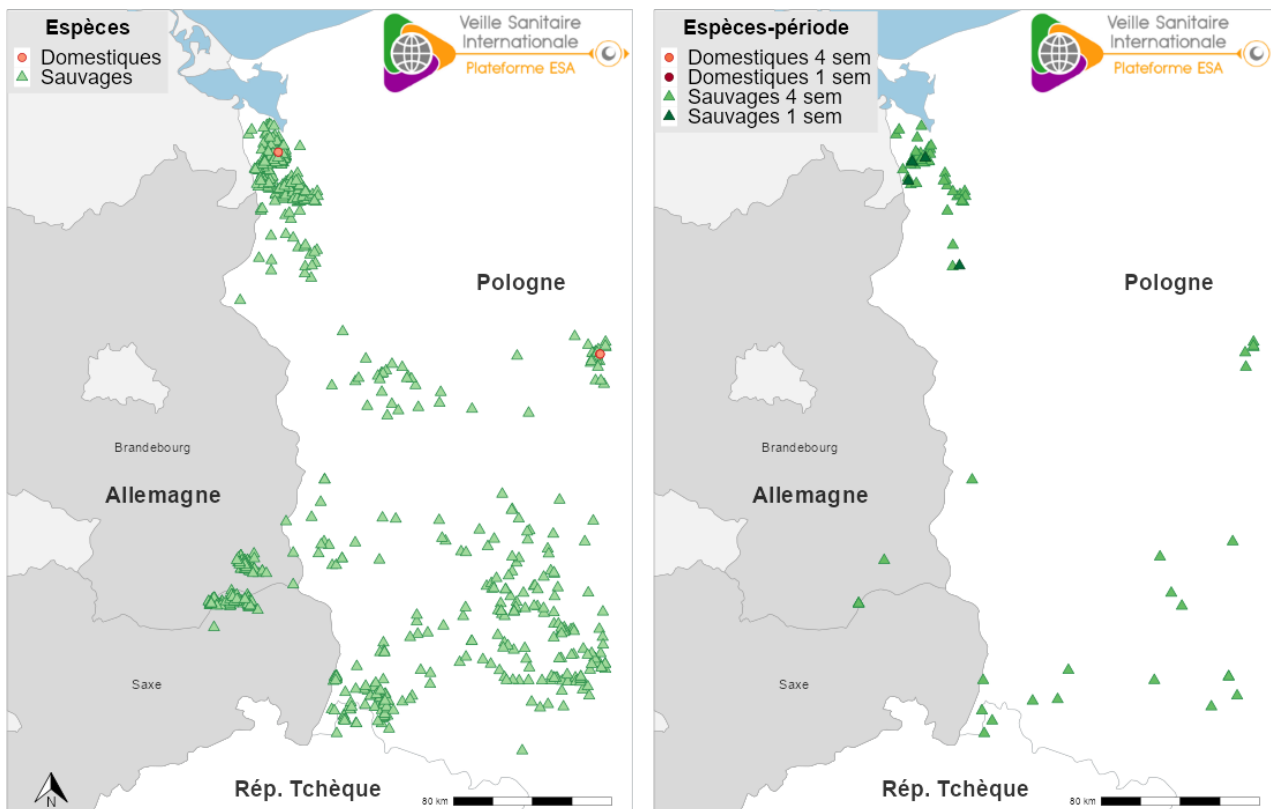 Espèces
Domestiques
Sauvages
Veille Sanitaire
Internationale
Plateforme ESA
Pologne
Brandebourg
Allemagne
Saxe
Rép. Tchèque
N
80 km
Espèces-période
Domestiques 4 sem
Domestiques 1 sem
Sauvages 4 sem
Sauvages 1 sem
Veille Sanitaire
Internationale
Plateforme ESA
Pologne
Brandebourg
Allemagne
Saxe
Rép. Tchèque
80 km